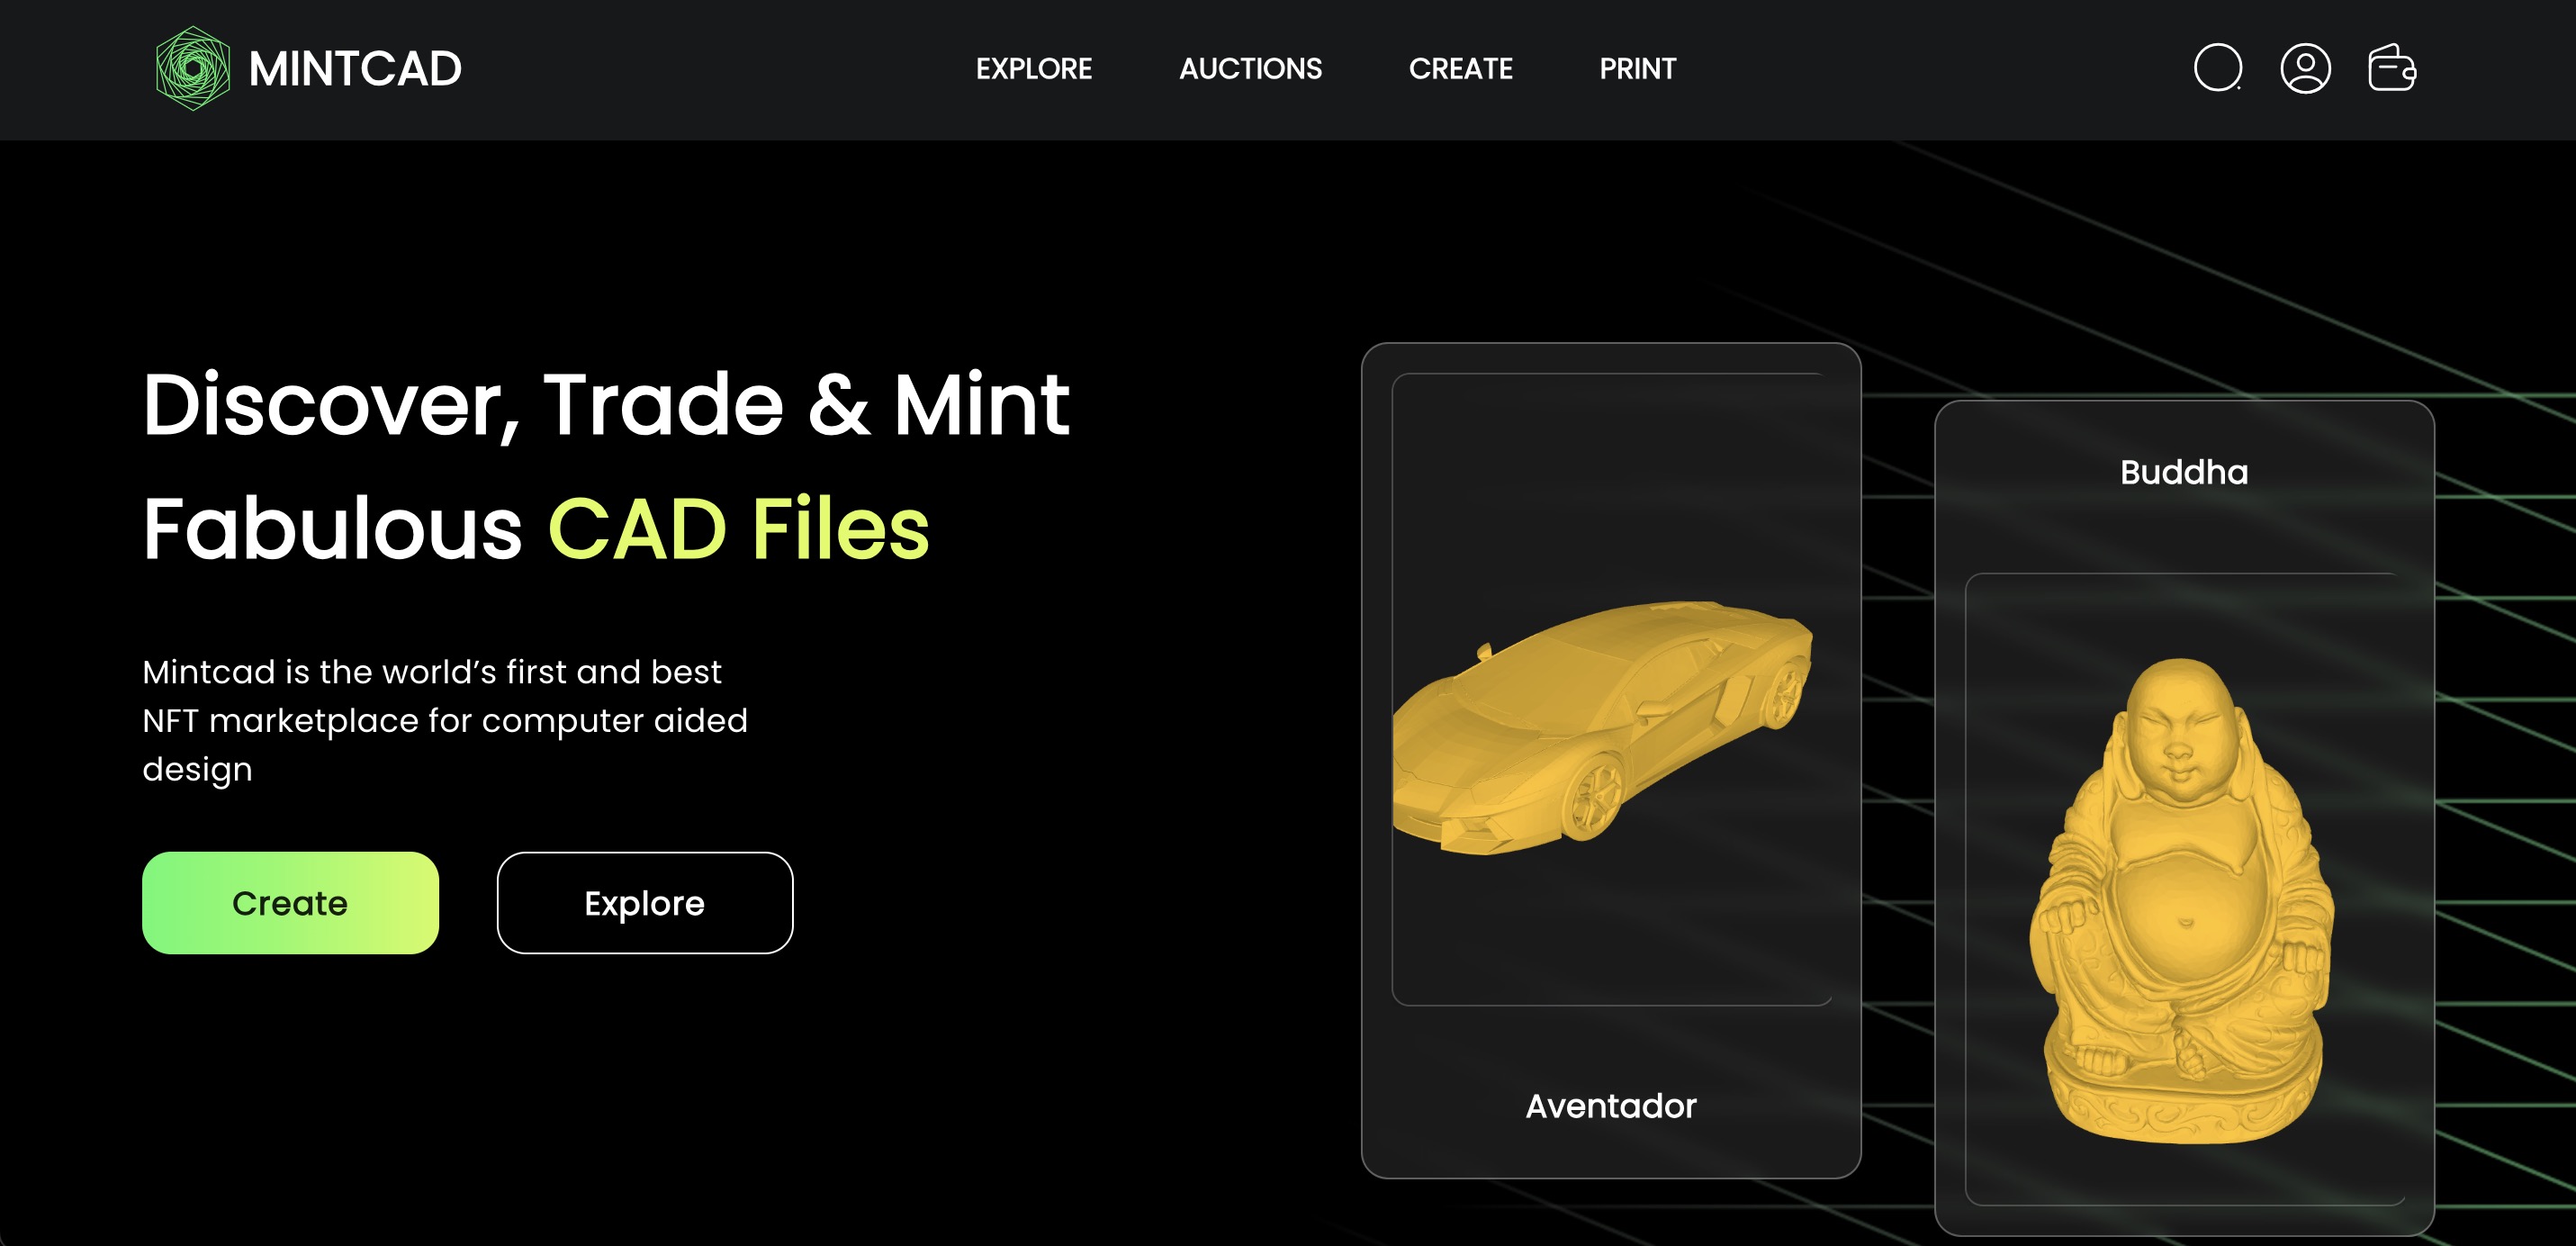 MINTCAD
EXPLORE
AUCTIONS
CREATE
PRINT
Discover, Trade & Mint
Fabulous CAD Files
Mintcad is the world’s first and best
NFT marketplace for computer aided
design
Create
Explore
Aventador
Buddha